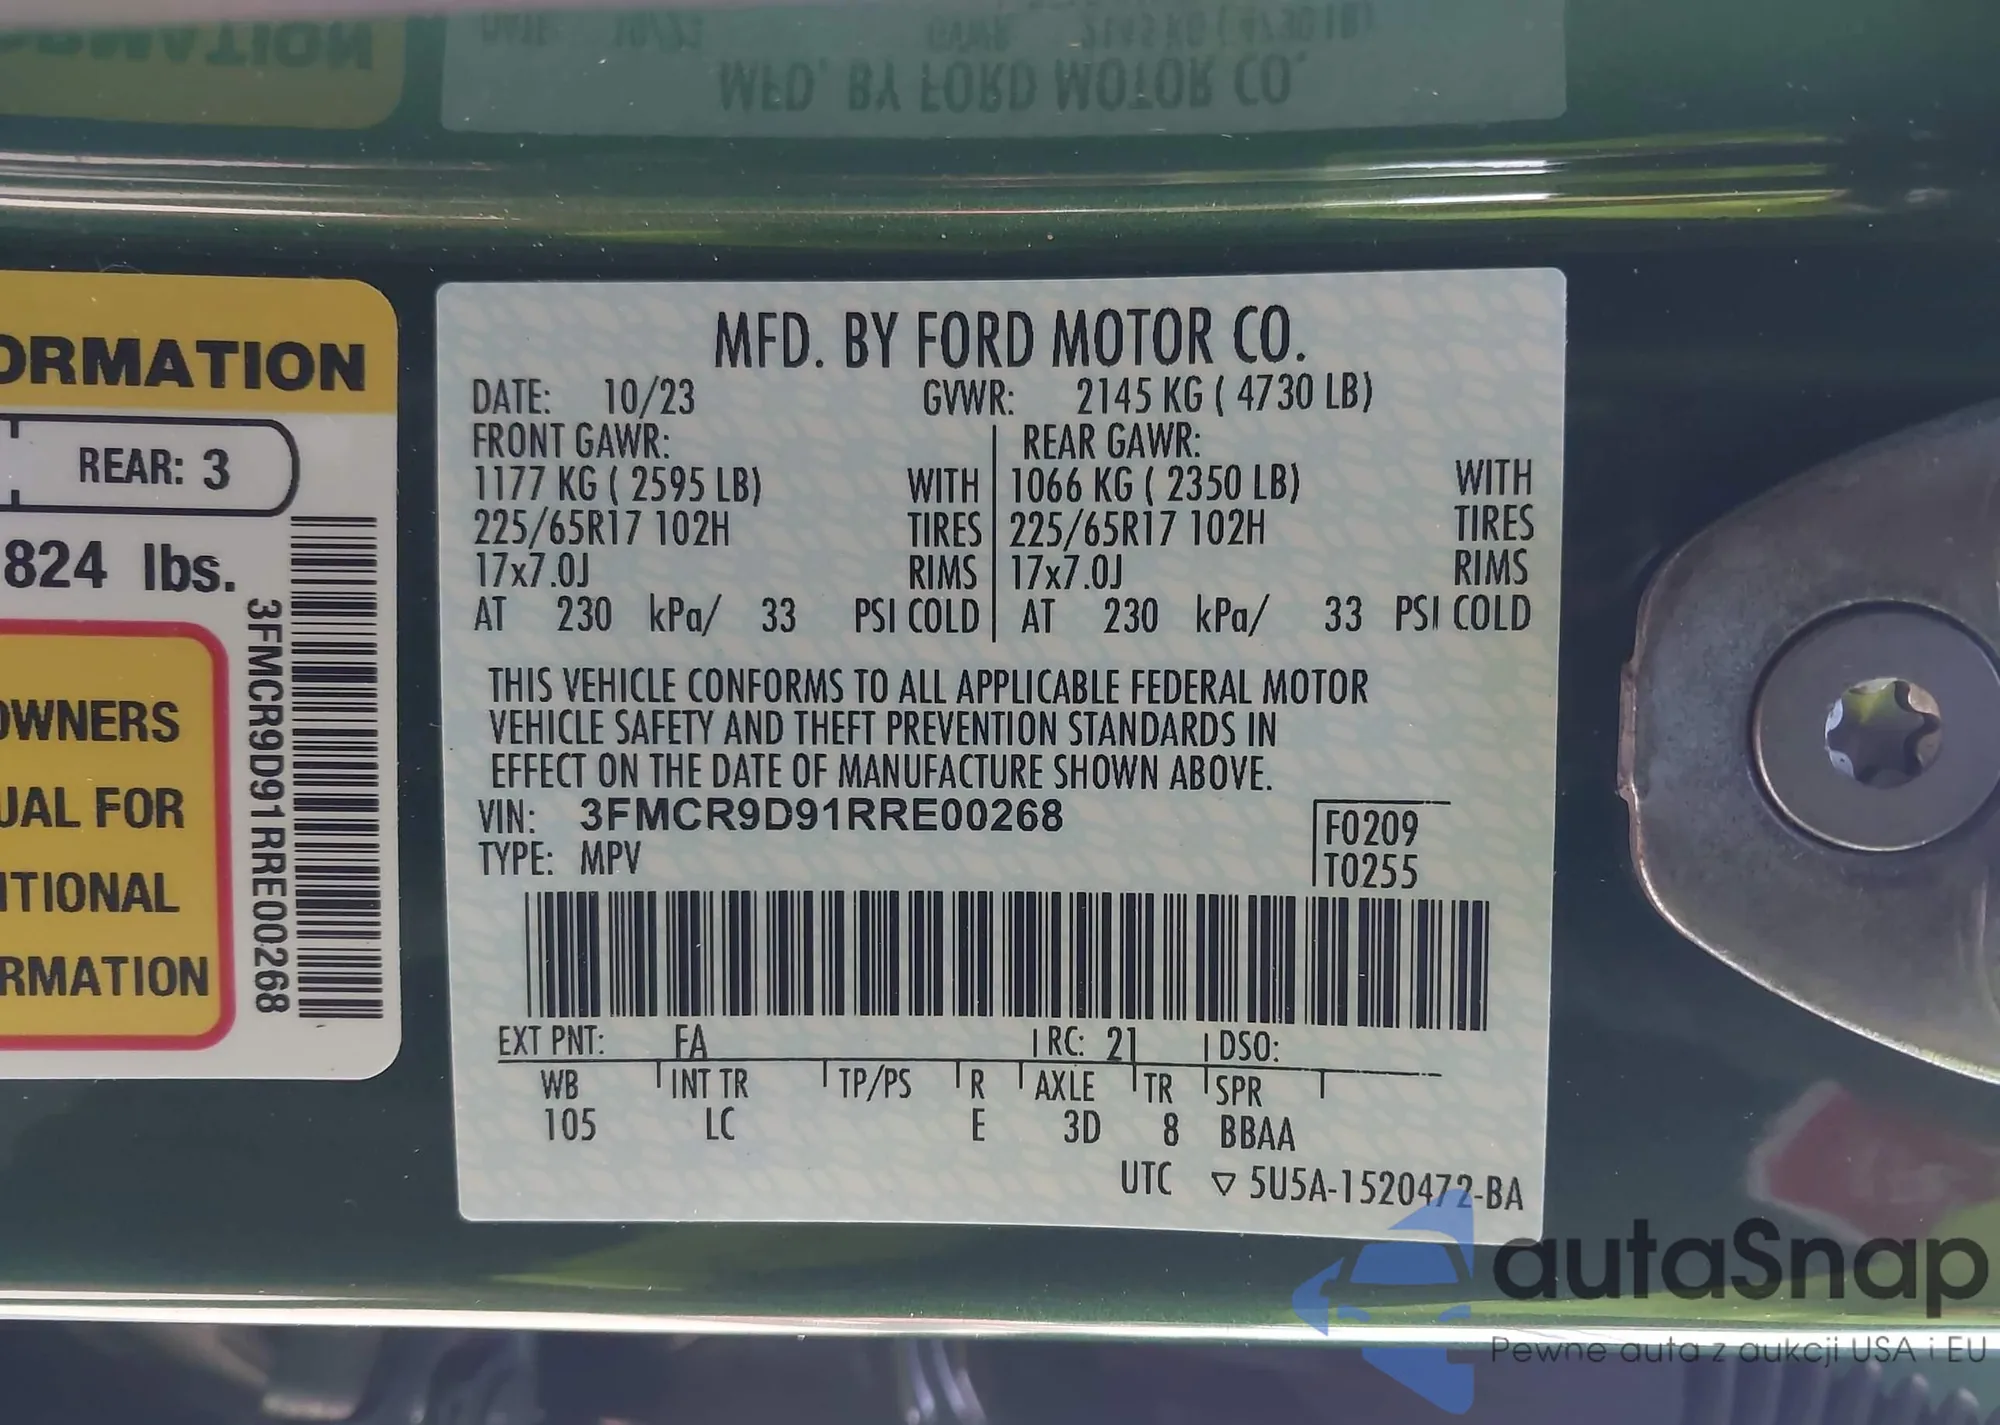 ORMATION
REAR: 3
824 lbs.
OWNERS
UAL FOR
ITIONAL
RMATION
3FMCR9D91RRE00268
MFD. BY FORD MOTOR CO.
DATE: 10/23 GVWR: 2145 KG ( 4730 LB)
FRONT GAWR: REAR GAWR:
1177 KG ( 2595 LB) WITH 1066 KG ( 2350 LB) WITH
225/65R17 102H TIRES 225/65R17 102H TIRES
17x7.0J RIMS 17x7.0J RIMS
AT 230 kPa/ 33 PSI COLD AT 230 kPa/ 33 PSI COLD
THIS VEHICLE CONFORMS TO ALL APPLICABLE FEDERAL MOTOR
VEHICLE SAFETY AND THEFT PREVENTION STANDARDS IN
EFFECT ON THE DATE OF MANUFACTURE SHOWN ABOVE.
VIN: 3FMCR9D91RRE00268 F0209
TYPE: MPV T0255
EXT PNT: FA RC: 21 DSO:
WB INT TR TP/PS R AXLE TR SPR
105 LC E 3D 8 BBAA
UTC ▽ 5U5A-1520472-BA
autaSnap
Pewne auta z aukcji USA i EU